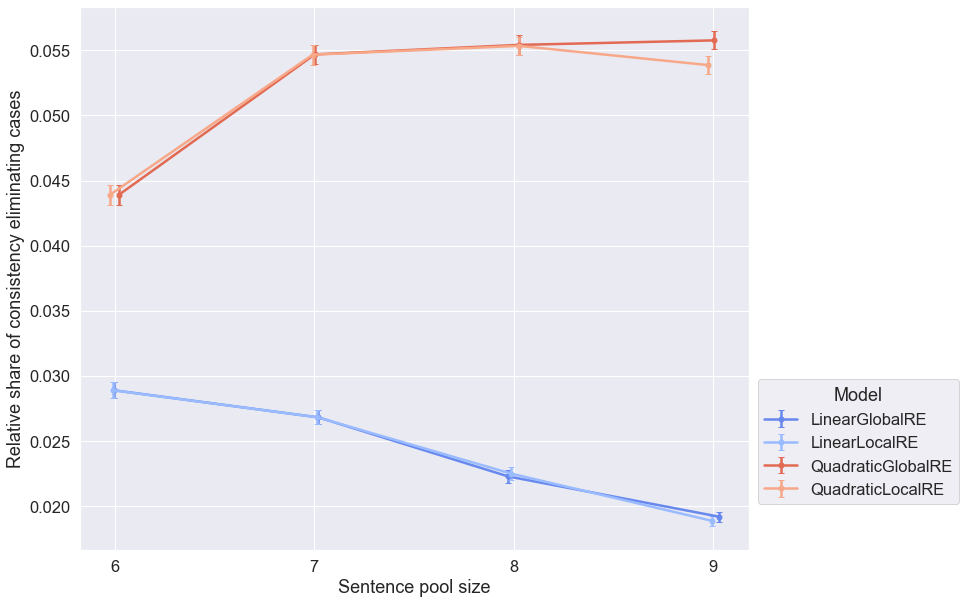 Relative share of consistency eliminating cases
0.055
0.050
0.045
0.040
0.035
0.030
0.025
0.020
6 7 8 9
Sentence pool size
Model
LinearGlobalRE
LinearLocalRE
QuadraticGlobalRE
QuadraticLocalRE